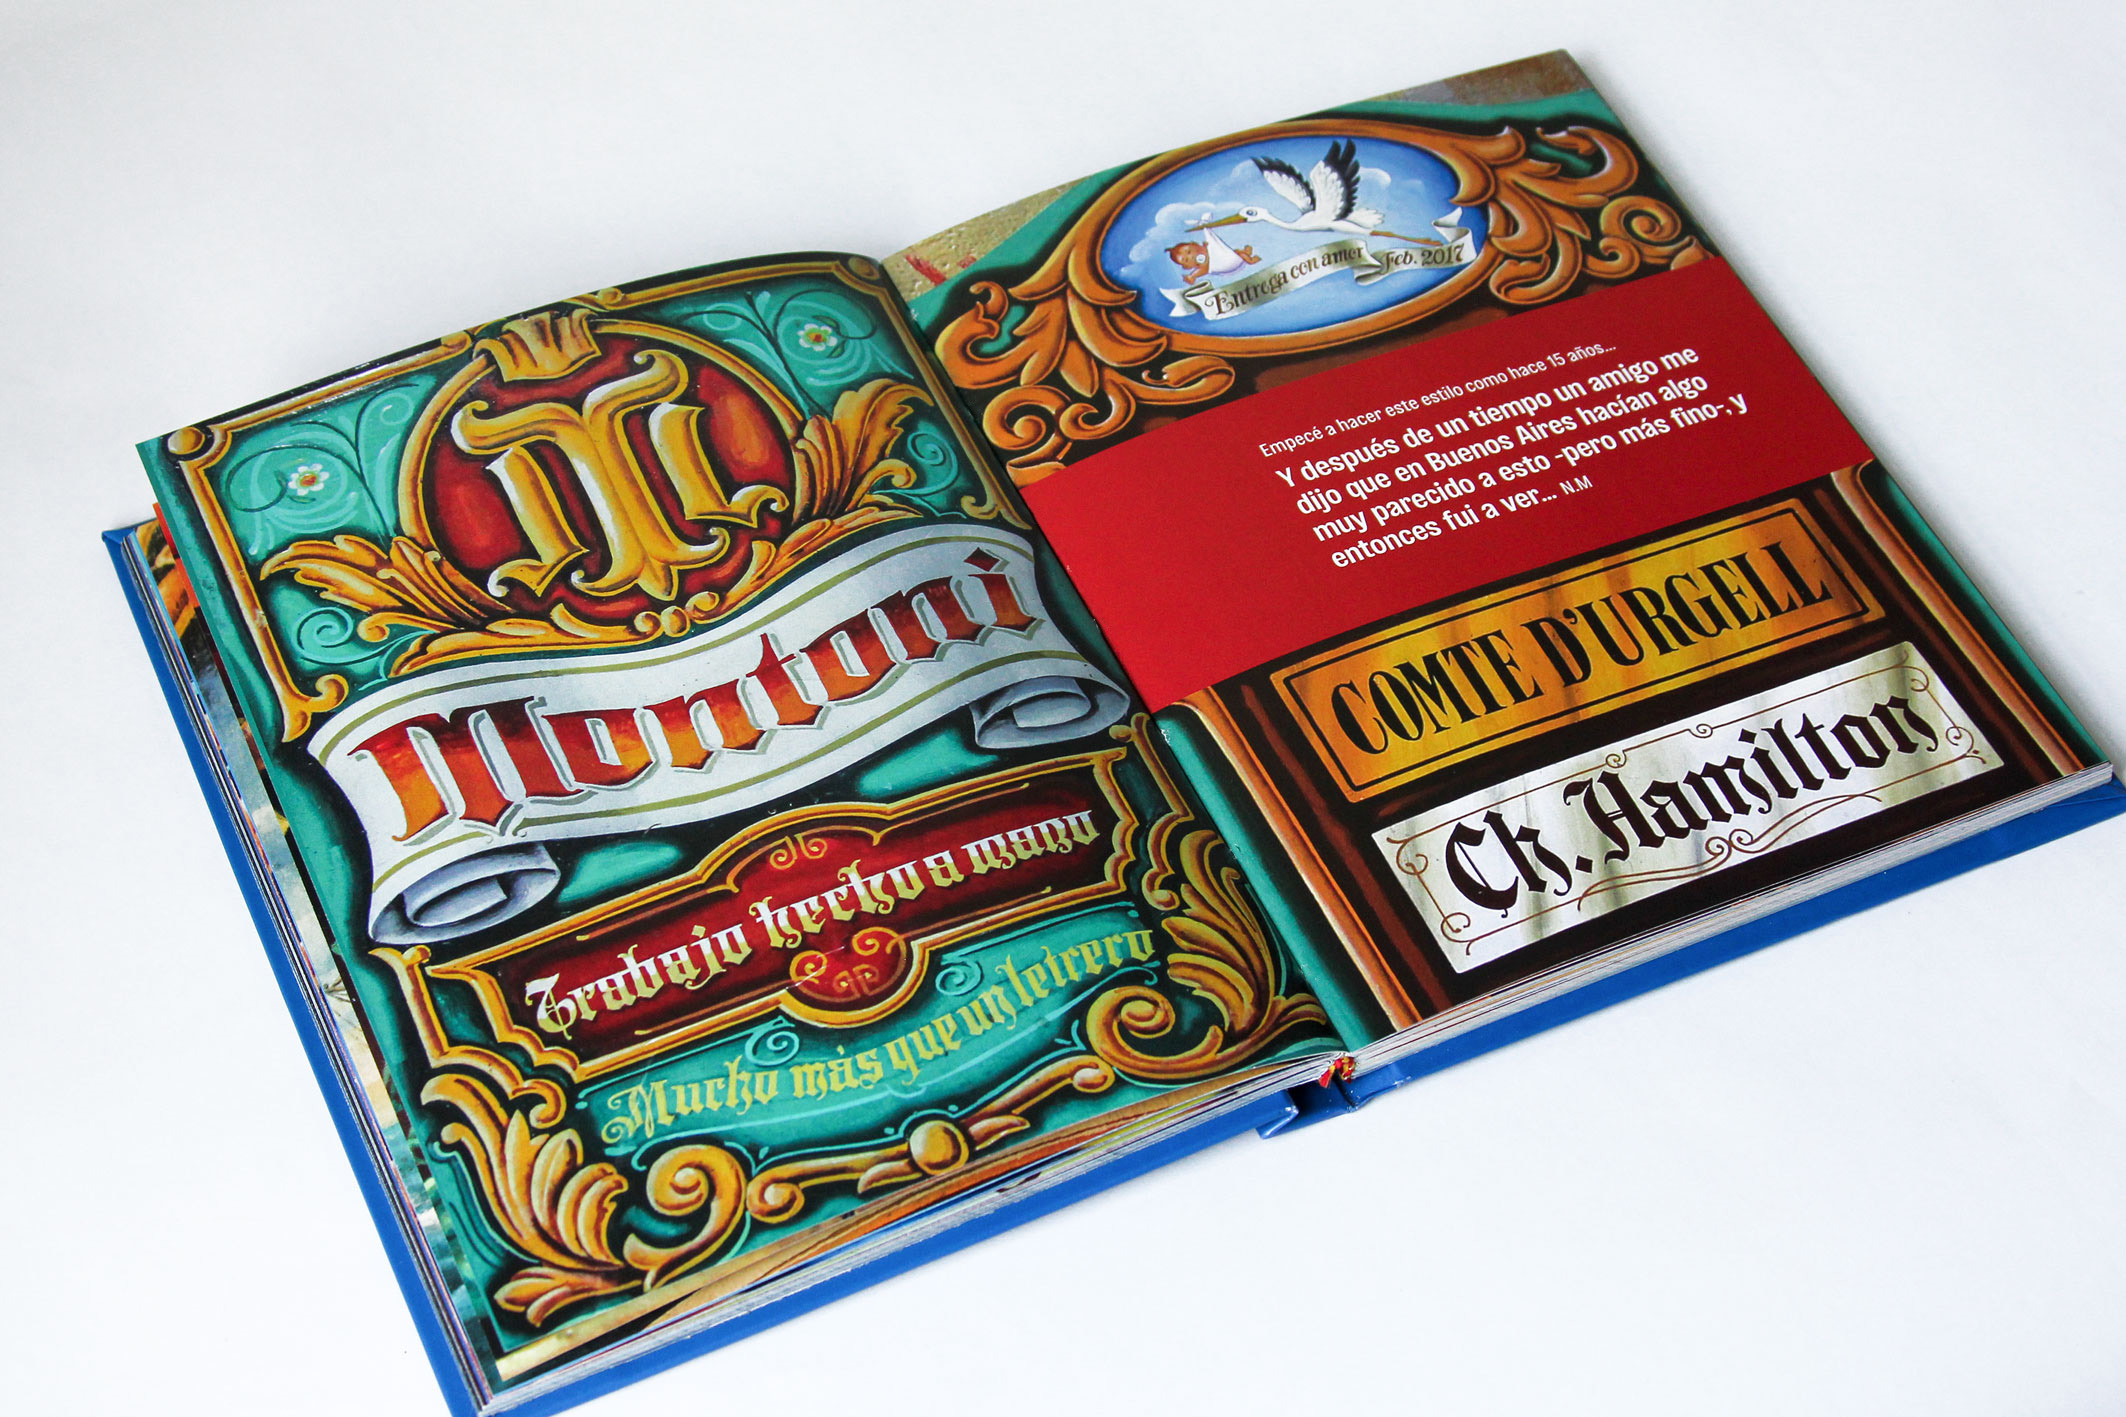 Montoni
Trabajo hecho a mano
Mucho más que un letrero
Entrega con amor Feb. 2017
Empecé a hacer este estilo como hace 15 años...
Y después de un tiempo un amigo me
dijo que en Buenos Aires hacían algo
muy parecido a esto -pero más fino-, y
entonces fui a ver... N.M
COMTE D'URGELL
Ch. Hamilton